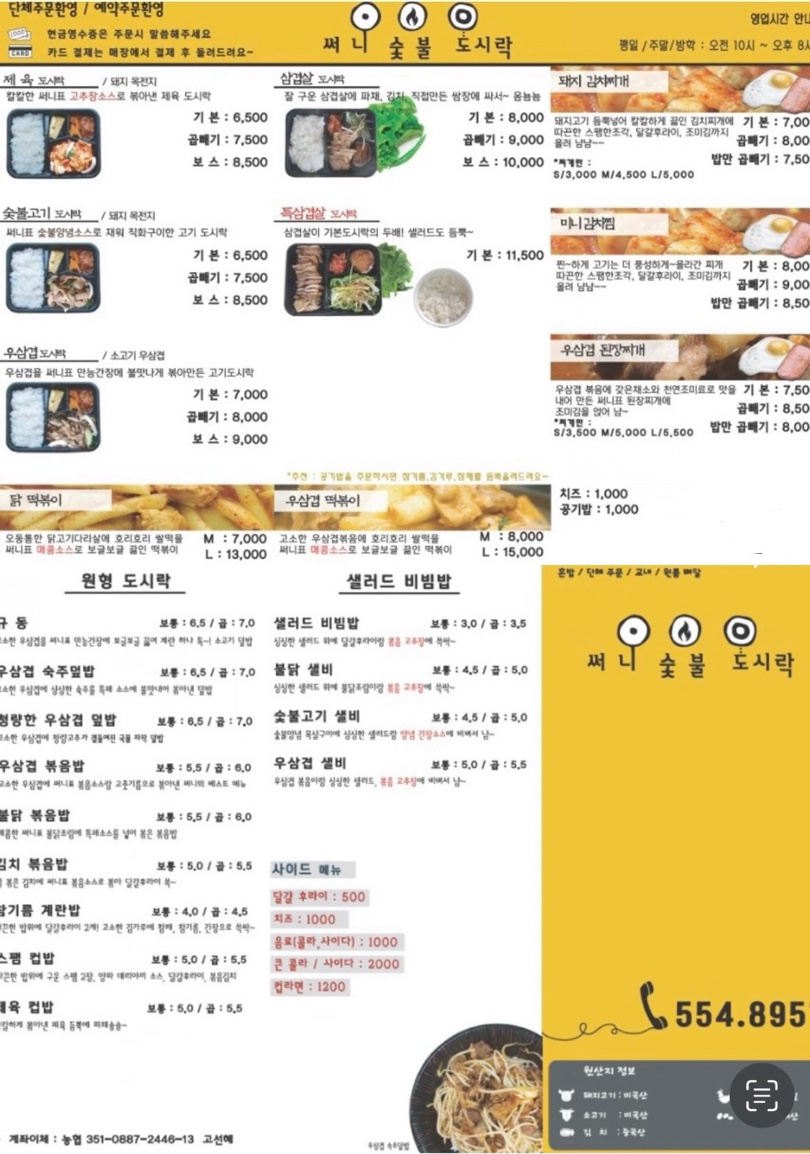 단체주문환영 / 예약주문환영
현금영수증은 주문시 말씀해주세요
CARD
카드 결제는 매장에서 결제 후 돌려드려요~
써니 숯불 도시락
영업시간 안내
평일 / 주말/방학 : 오전 10시 ~ 오후 8
제육 도시락 / 돼지 목전지
칼칼한 써니표 고추장소스로 볶아낸 제육 도시락
기본 : 6,500
곱빼기 : 7,500
보스 : 8,500
삼겹살 도시락
잘 구운 삼겹살에 파채, 김치, 직접만든 쌈장에 싸서~ 옴뇸뇸
기본 : 8,000
곱빼기 : 9,000
보스 : 10,000
돼지 김치찌개
돼지고기 듬뿍넣어 칼칼하게 끓인 김치찌개에
따끈한 스팸한조각, 달걀후라이, 조미김까지
올려 냠냠~~
*찌개만 :
S/3,000 M/4,500 L/5,000
기본 : 7,00
곱빼기 : 8,00
밥만 곱빼기 : 7,50
숯불고기 도시락 / 돼지 목전지
써니표 숯불양념소스로 재워 직화구이한 고기 도시락
기본 : 6,500
곱빼기 : 7,500
보스 : 8,500
특삼겹살 도시락
삼겹살이 기본도시락의 두배! 샐러드도 듬뿍~
기본 : 11,500
미니김치찜
찐~하게 고기는 더 풍성하게~올라간 찌개
따끈한 스팸한조각, 달걀후라이, 조미김까지
올려 냠냠~~
기본 : 8,00
곱빼기 : 9,00
밥만 곱빼기 : 8,50
우삼겹 도시락 / 소고기 우삼겹
우삼겹을 써니표 만능간장에 불맛나게 볶아만든 고기도시락
기본 : 7,000
곱빼기 : 8,000
보스 : 9,000
우삼겹 된장찌개
우삼겹 볶음에 갖은채소와 천연조미료로 맛을
내어 만든 써니표 된장찌개에
조미김을 얹어 냠~
*찌개만 :
S/3,500 M/5,000 L/5,500
기본 : 7,50
곱빼기 : 8,50
밥만 곱빼기 : 8,00
*추천 : 공기밥을 주문하시면 참기름,김가루,참깨를 듬뿍올려드려요~
닭 떡볶이
오동통한 닭고기다리살에 호리호리 쌀떡을
써니표 매콤소스로 보글보글 끓인 떡볶이
M : 7,000
L : 13,000
우삼겹 떡볶이
고소한 우삼겹볶음에 호리호리 쌀떡을
써니표 매콤소스로 보글보글 끓인 떡볶이
M : 8,000
L : 15,000
치즈 : 1,000
공기밥 : 1,000
원형 도시락
규동 보통 : 6.5 / 곱 : 7.0
소한 우삼겹을 써니표 만능간장에 보글보글 끓여 계란 하나 톡~! 소고기 덮밥
우삼겹 숙주덮밥 보통 : 6.5 / 곱 : 7.0
소한 우삼겹에 싱싱한 숙주를 특제 소스에 불맛내어 볶아낸 덮밥
청량한 우삼겹 덮밥 보통 : 6.5 / 곱 : 7.0
소한 우삼겹에 청량고추가 곁들여진 국물 자작 덮밥
우삼겹 볶음밥 보통 : 5.5 / 곱 : 6.0
고소한 우삼겹에 써니표 볶음소스랑 고춧기름으로 볶아낸 써니의 베스트 메뉴
불닭 볶음밥 보통 : 5.5 / 곱 : 6.0
매콤한 써니표 불닭조림에 특제소스를 넣어 볶은 볶음밥
김치 볶음밥 보통 : 5.0 / 곱 : 5.5
볶은 김치에 써니표 볶음소스로 볶아 달걀후라이 쏙~
참기름 계란밥 보통 : 4.0 / 곱 : 4.5
따끈한 밥위에 달걀후라이 2개! 고소한 김가루에 참깨, 참기름, 간장으로 쓱싹~
스팸 컵밥 보통 : 5.0 / 곱 : 5.5
따끈한 밥위에 구운 스팸 2장, 양파 데리야끼 소스, 달걀후라이, 볶음김치
제육 컵밥 보통 : 5.0 / 곱 : 5.5
칼칼하게 볶아낸 제육 듬뿍에 파채송송~
계좌이체 : 농협 351-0887-2446-13 고선혜
샐러드 비빔밥
샐러드 비빔밥 보통 : 3.0 / 곱 : 3.5
싱싱한 샐러드 위에 달걀후라이랑 볶음 고추장에 쓱싹~
불닭 샐비 보통 : 4.5 / 곱 : 5.0
싱싱한 샐러드 위에 불닭조림이랑 볶음 고추장에 쓱싹~
숯불고기 샐비 보통 : 4.5 / 곱 : 5.0
숯불양념 목살구이에 싱싱한 샐러드랑 양념 간장소스에 비벼서 냠~
우삼겹 샐비 보통 : 5.0 / 곱 : 5.5
우삼겹 볶음이랑 싱싱한 샐러드, 볶음 고추장에 비벼서 냠~
사이드 메뉴
달걀 후라이 : 500
치즈 : 1000
음료(콜라,사이다) : 1000
큰 콜라 / 사이다 : 2000
컵라면 : 1200
우삼겹 숙주덮밥
혼밥 / 단체 주문 / 교내 / 원룸 배달
써니 숯불 도시락
554.895
원산지 정보
돼지고기 : 미국산
소고기 : 미국산
김치 : 중국산